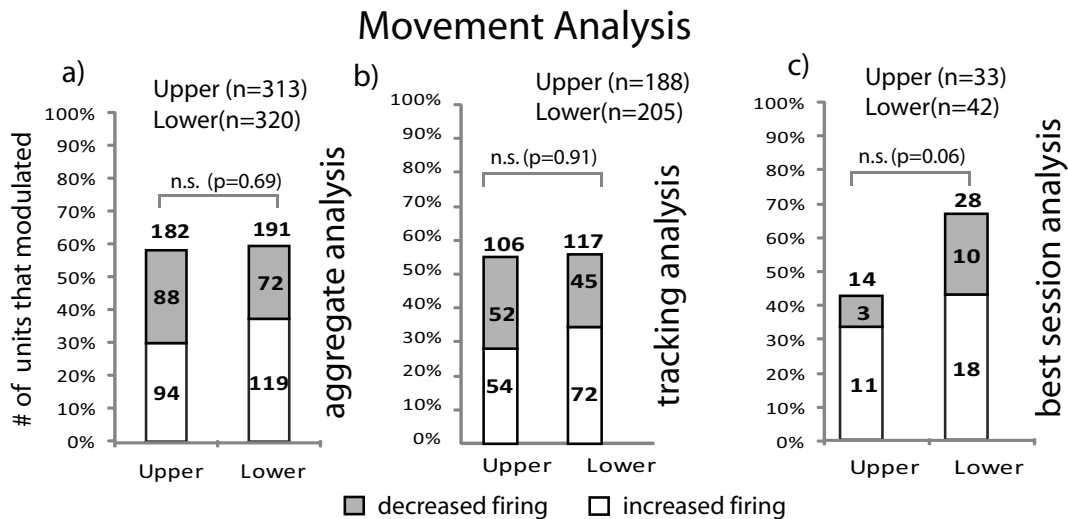 Movement Analysis
a)
Upper (n=313)
Lower(n=320)
# of units that modulated
100%
90%
80%
70%
60%
50%
40%
30%
20%
10%
0%
n.s. (p=0.69)
182
191
88
72
94
119
Upper
Lower
aggregate analysis
b)
Upper (n=188)
Lower(n=205)
100%
90%
80%
70%
60%
50%
40%
30%
20%
10%
0%
n.s. (p=0.91)
106
117
52
45
54
72
Upper
Lower
tracking analysis
c)
Upper (n=33)
Lower(n=42)
100%
90%
80%
70%
60%
50%
40%
30%
20%
10%
0%
n.s. (p=0.06)
14
28
3
10
11
18
Upper
Lower
best session analysis
decreased firing
increased firing